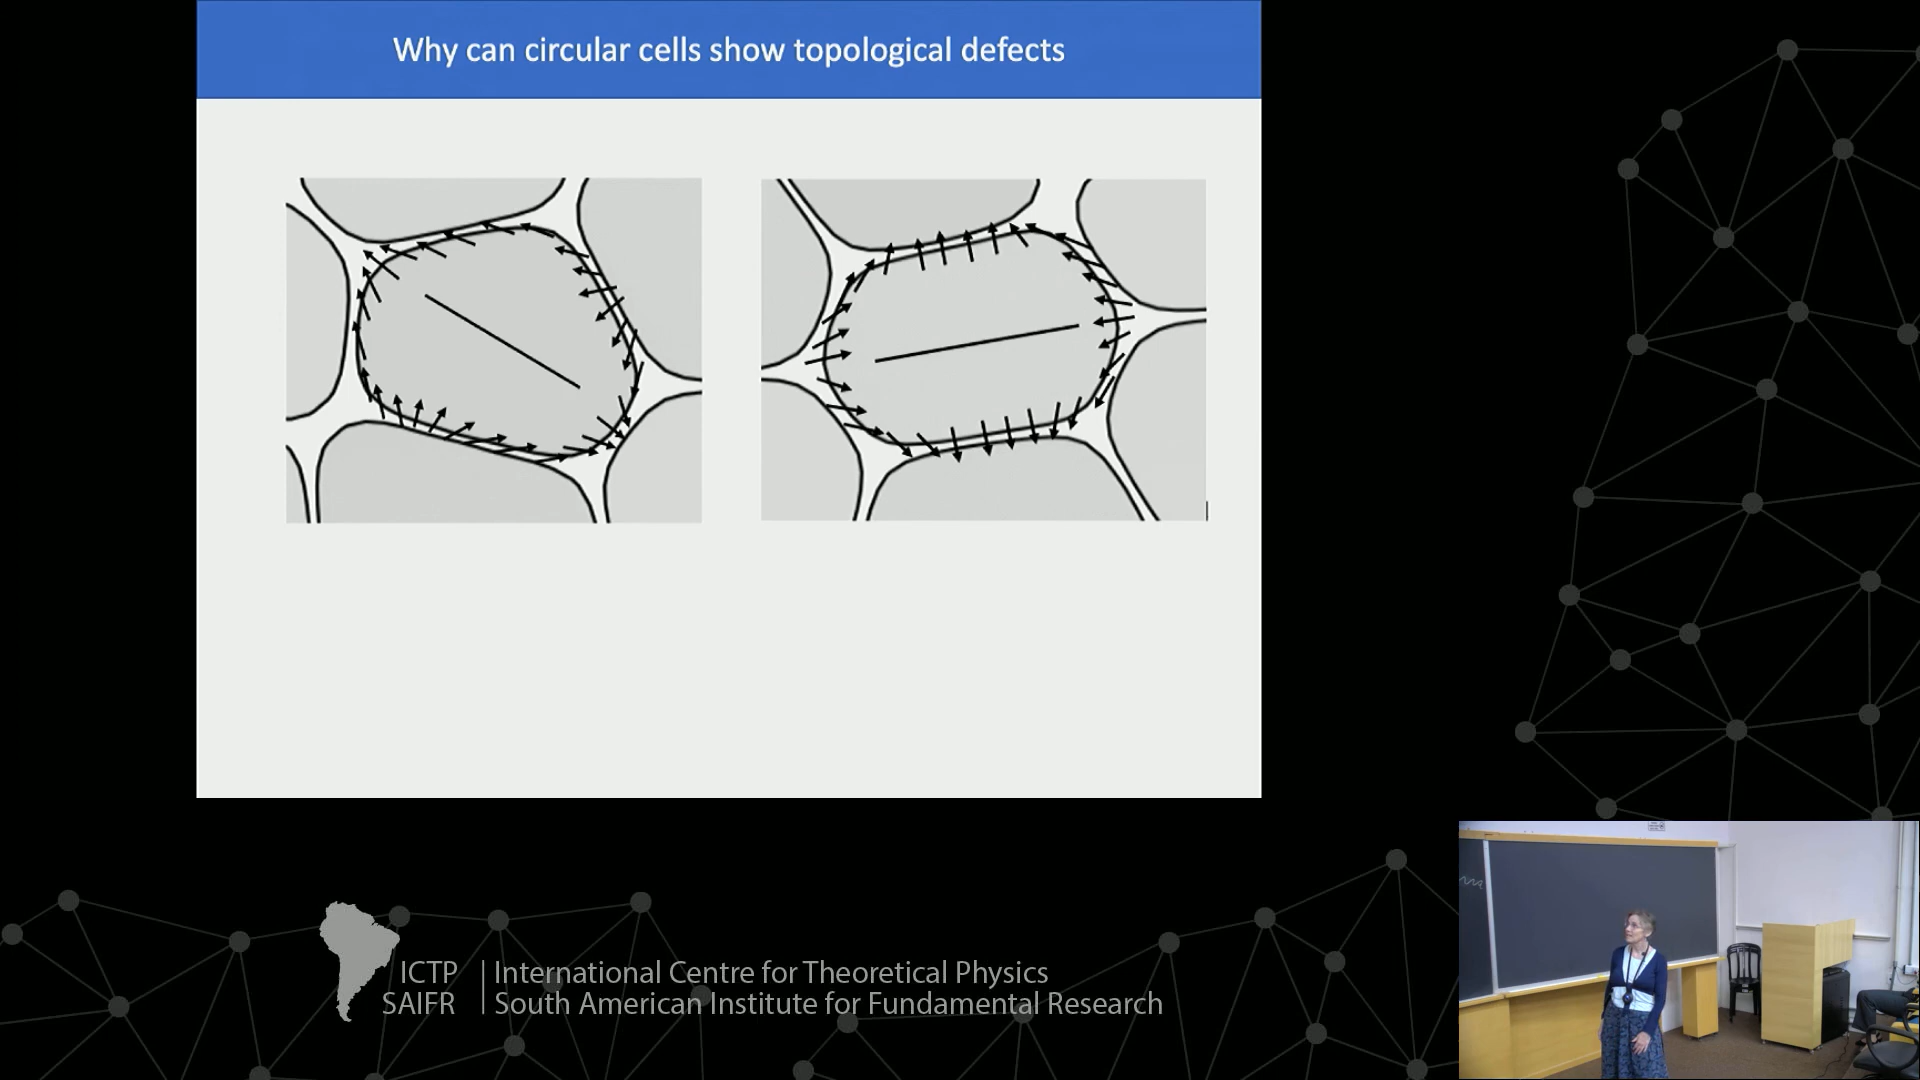 Why can circular cells show topological defects
ICTP
SAIFR
International Centre for Theoretical Physics
South American Institute for Fundamental Research